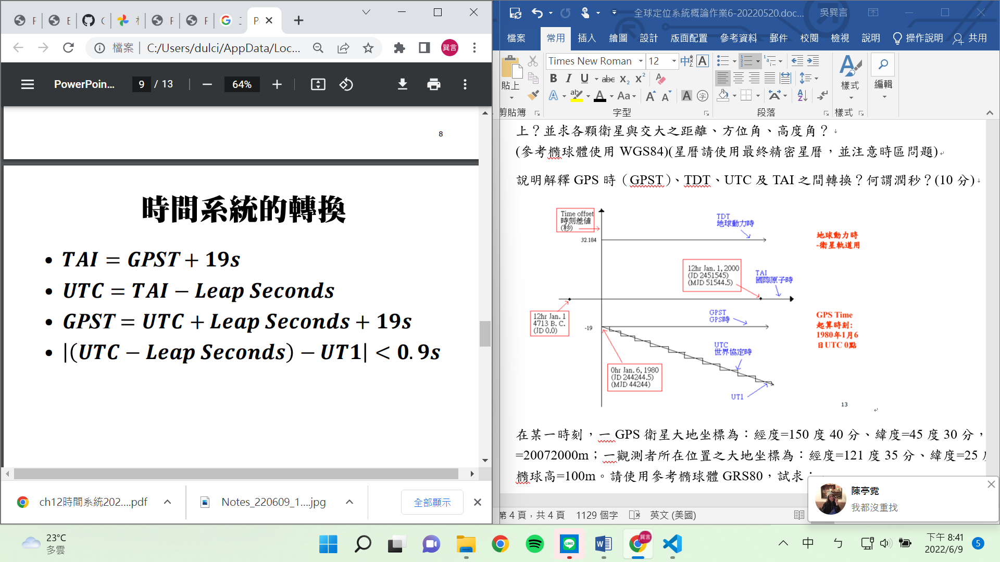 檔案
C:/Users/dulci/AppData/Loc...
巽言
PowerPoin...
9 / 13
64%
8
時間系統的轉換
• TAI = GPST + 19s
• UTC = TAI − Leap Seconds
• GPST = UTC + Leap Seconds + 19s
• |(UTC − Leap Seconds) − UT1| < 0.9s
ch12時間系統202....pdf
Notes_220609_1....jpg
全部顯示
全球定位系統概論作業6-20220520.doc...
吳巽言
檔案 常用 插入 繪圖 設計 版面配置 參考資料 郵件 校閱 檢視 說明 操作說明 共用
貼上
Times New Roman
12
樣式
編輯
剪貼簿 字型 段落 樣式
上？並求各顆衛星與交大之距離、方位角、高度角？
(參考橢球體使用 WGS84)(星曆請使用最終精密星曆，並注意時區問題)
說明解釋 GPS 時（GPST）、TDT、UTC 及 TAI 之間轉換？何謂潤秒？(10 分)
Time offset
時刻差值
(秒)
32.184
TDT
地球動力時
地球動力時
-衛星軌道用
12hr Jan. 1, 2000
(JD 2451545)
(MJD 51544.5)
TAI
國際原子時
12hr Jan. 1
4713 B. C.
(JD 0.0)
-19
GPST
GPS時
GPS Time
起算時刻:
1980年1月6
日UTC 0點
UTC
世界協定時
0hr Jan. 6, 1980
(JD 244244.5)
(MJD 44244)
UT1
13
在某一時刻，一 GPS 衛星大地坐標為：經度=150 度 40 分、緯度=45 度 30 分，
=20072000m；一觀測者所在位置之大地坐標為：經度=121 度 35 分、緯度=25
橢球高=100m。請使用參考橢球體 GRS80，試求：
陳亭霓
我都沒重找
第 4 頁，共 4 頁 1129 個字 英文 (美國)
23°C
多雲
LINE
巽言
中
ㄅ
下午 8:41
2022/6/9
5